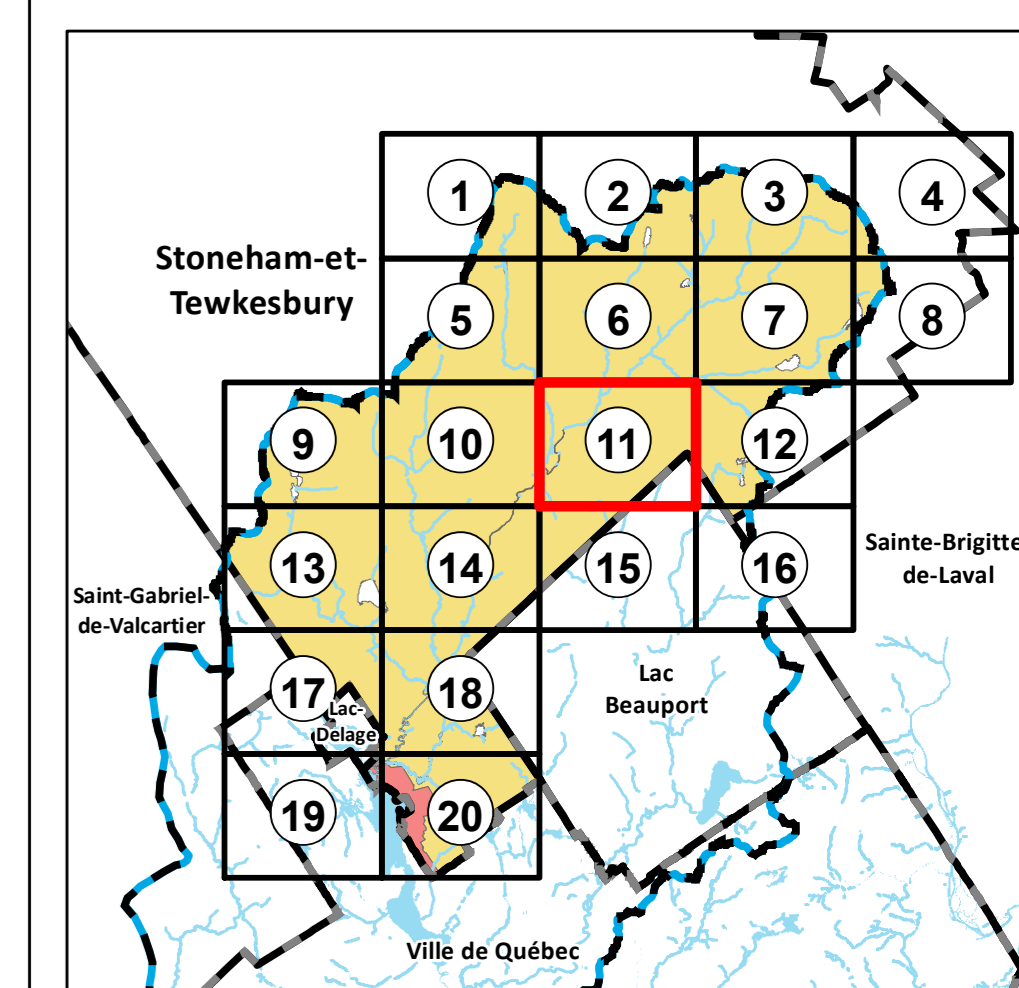 1
2
3
4
Stoneham-et-
Tewkesbury
5
6
7
8
9
10
11
12
13
14
15
16
Sainte-Brigitte
de-Laval
Saint-Gabriel-
de-Valcartier
17
Lac-
Delage
18
Lac
Beauport
19
20
Ville de Québec